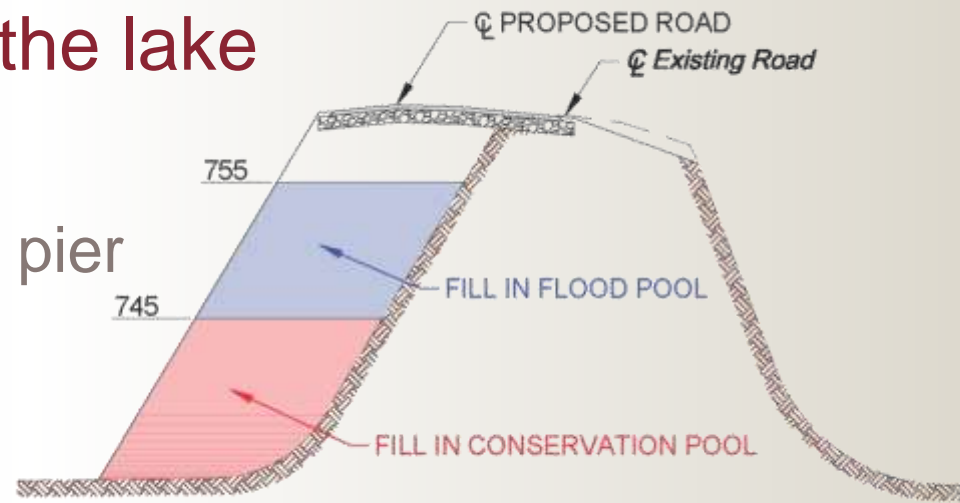 the lake
℄ PROPOSED ROAD
℄ Existing Road
755
pier
FILL IN FLOOD POOL
745
FILL IN CONSERVATION POOL